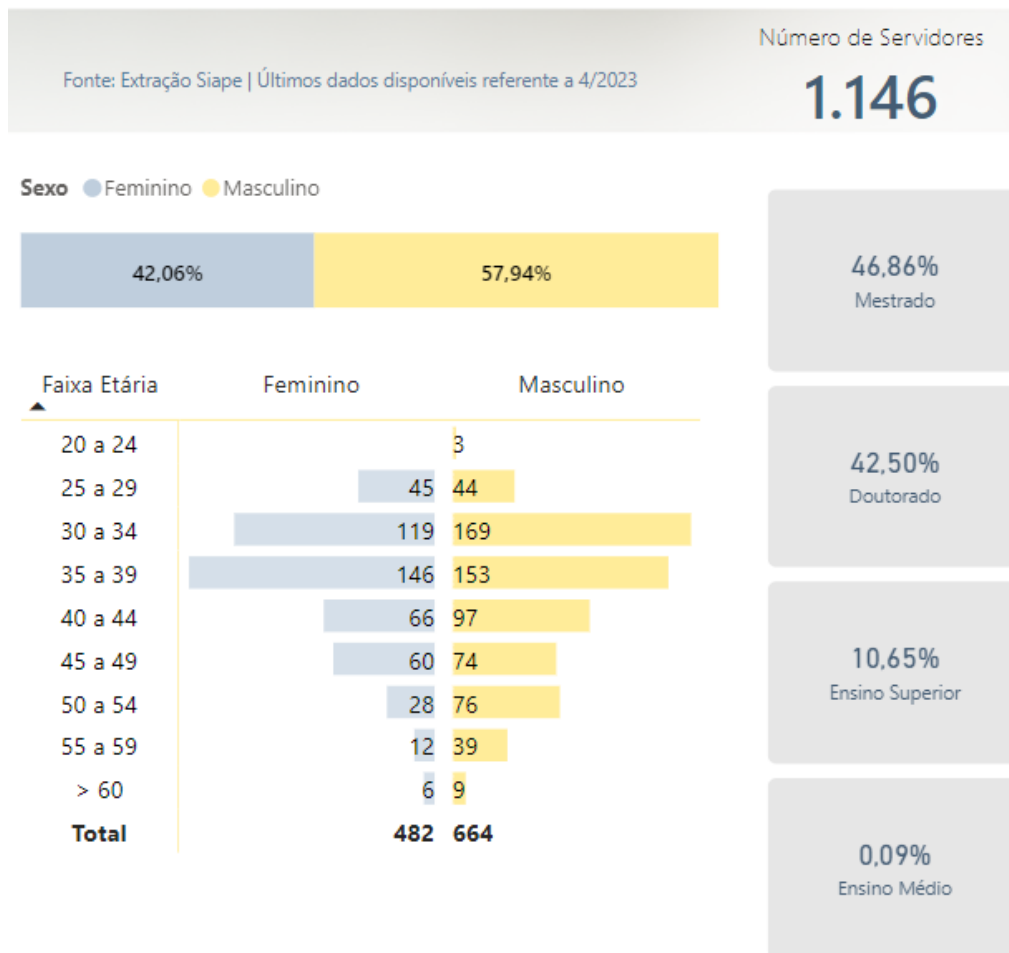 Número de Servidores
Fonte: Extração Siape | Últimos dados disponíveis referente a 4/2023
1.146
Sexo Feminino Masculino
42,06% 57,94%
Faixa Etária Feminino Masculino
20 a 24 3
25 a 29 45 44
30 a 34 119 169
35 a 39 146 153
40 a 44 66 97
45 a 49 60 74
50 a 54 28 76
55 a 59 12 39
> 60 6 9
Total 482 664
46,86%
Mestrado
42,50%
Doutorado
10,65%
Ensino Superior
0,09%
Ensino Médio